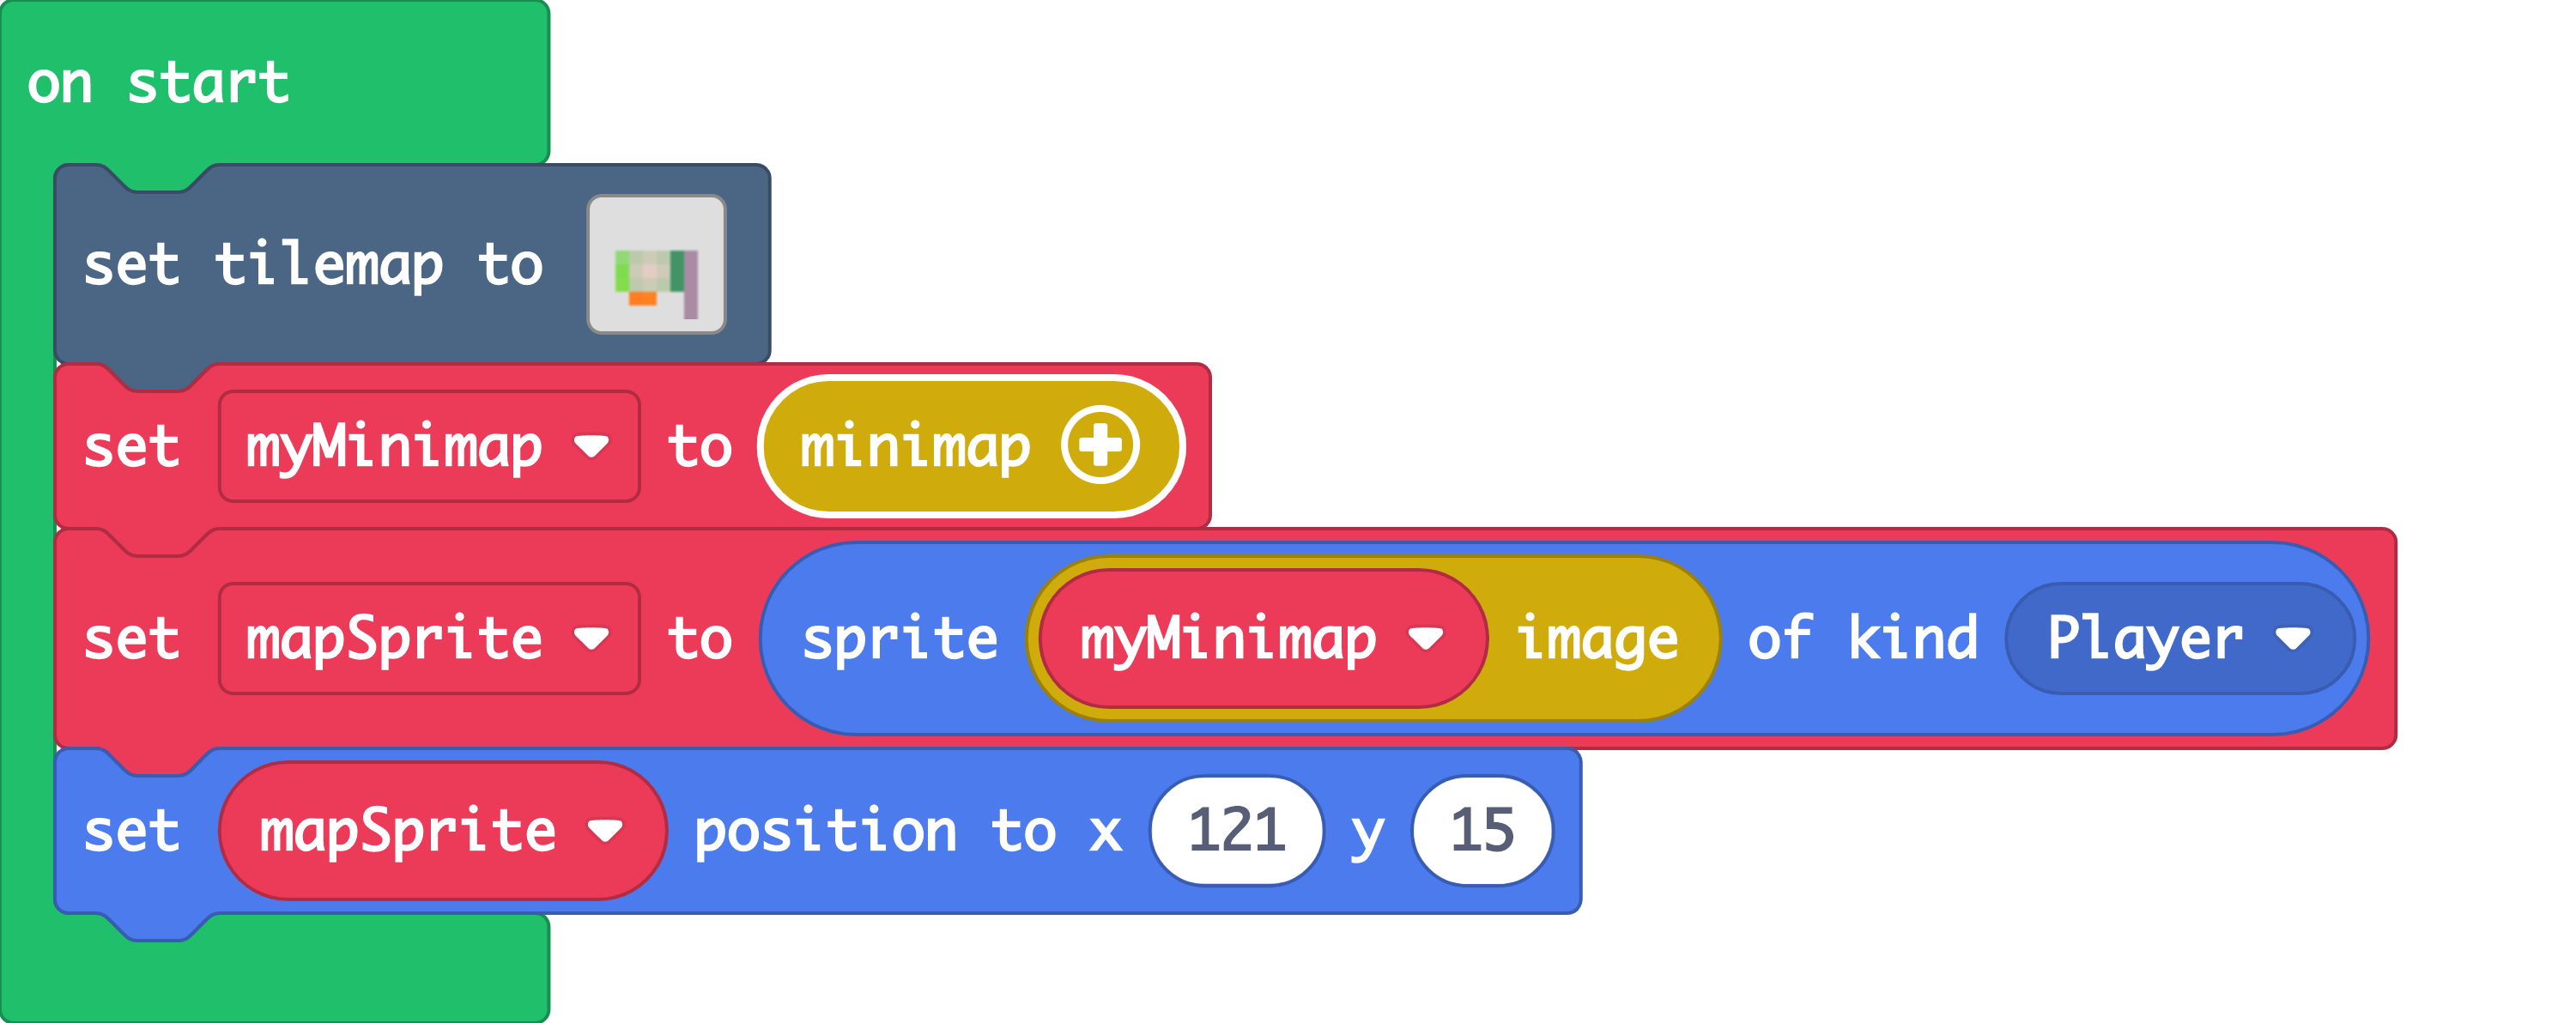 on start
set tilemap to
set myMinimap to minimap
set mapSprite to sprite myMinimap image of kind Player
set mapSprite position to x 121 y 15